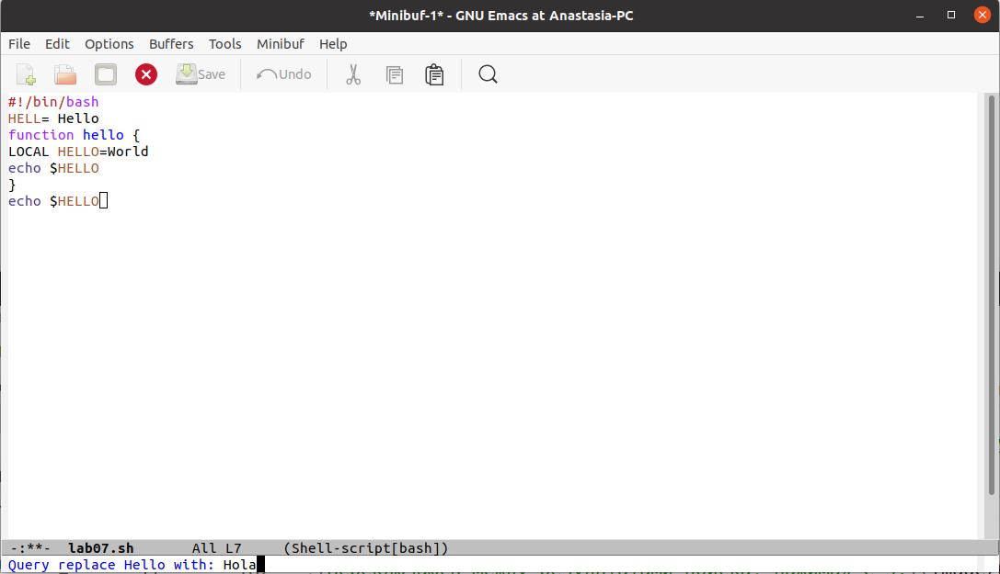 *Minibuf-1* - GNU Emacs at Anastasia-PC
File Edit Options Buffers Tools Minibuf Help
Save Undo
#!/bin/bash
HELL= Hello
function hello {
LOCAL HELLO=World
echo $HELLO
}
echo $HELLO
-:**- lab07.sh All L7 (Shell-script[bash])
Query replace Hello with: Hola